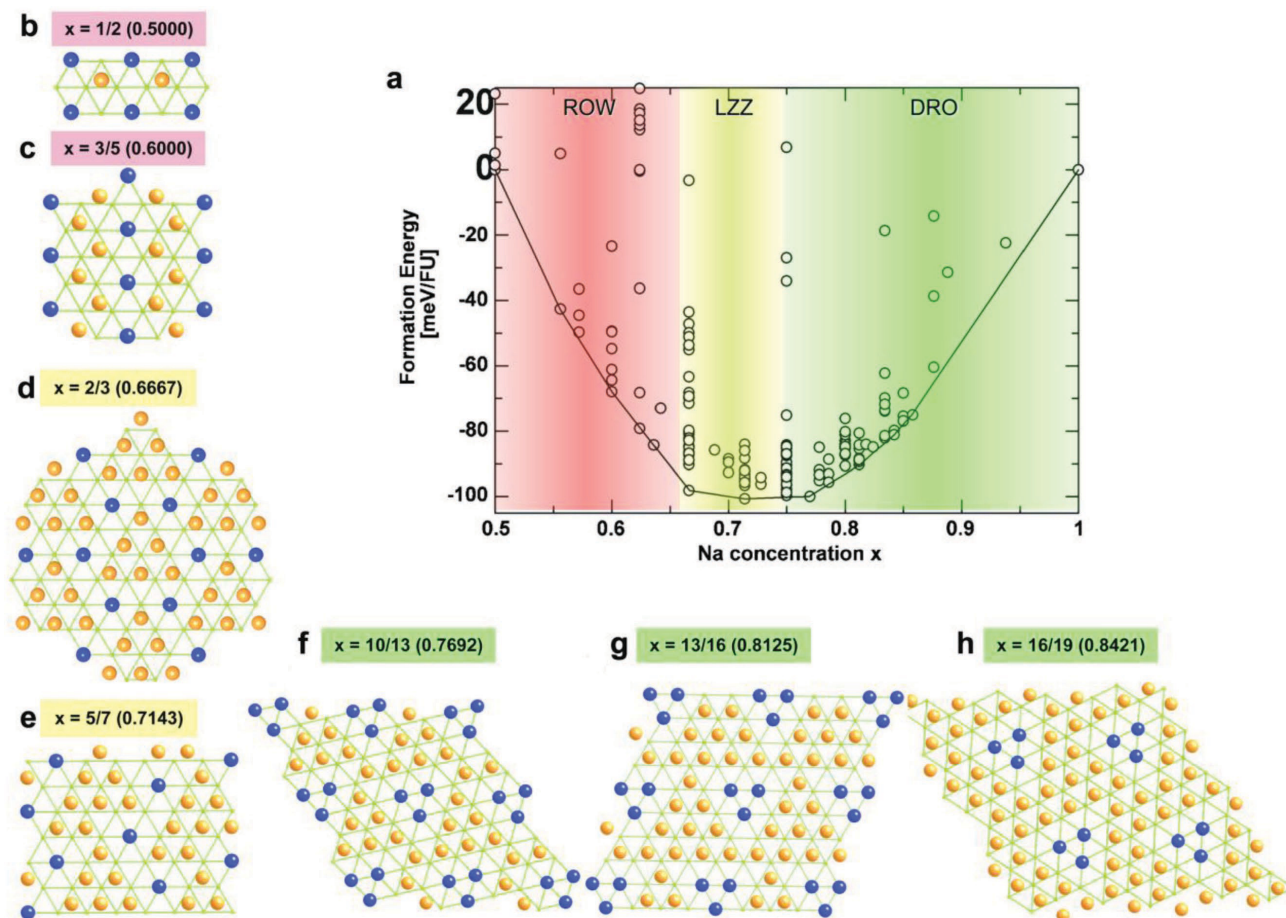 b
x = 1/2 (0.5000)
c
x = 3/5 (0.6000)
d
x = 2/3 (0.6667)
e
x = 5/7 (0.7143)
a
ROW
LZZ
DRO
20
0
-20
-40
-60
-80
-100
Formation Energy
[meV/FU]
0.5
0.6
0.7
0.8
0.9
1
Na concentration x
f
x = 10/13 (0.7692)
g
x = 13/16 (0.8125)
h
x = 16/19 (0.8421)